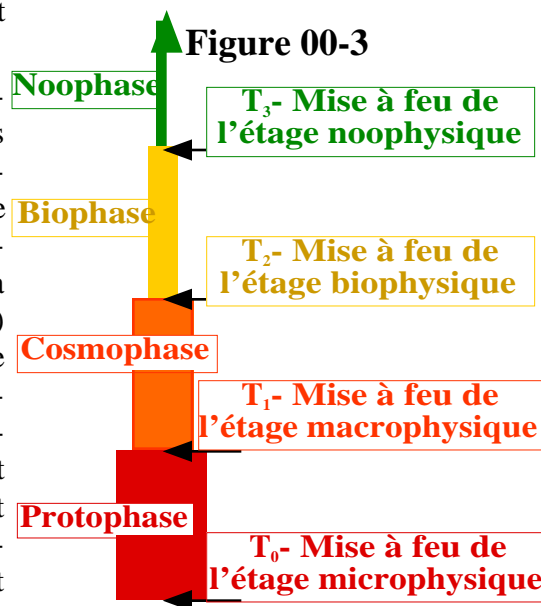 t
Figure 00-3
Noophase
T₃- Mise à feu de
l’étage noophysique
-
s
-
e
Biophase
-
T₂- Mise à feu de
l’étage biophysique
a
)
Cosmophase
e
-
T₁- Mise à feu de
l’étage macrophysique
-
t
t
Protophase
-
T₀- Mise à feu de
l’étage microphysique
t